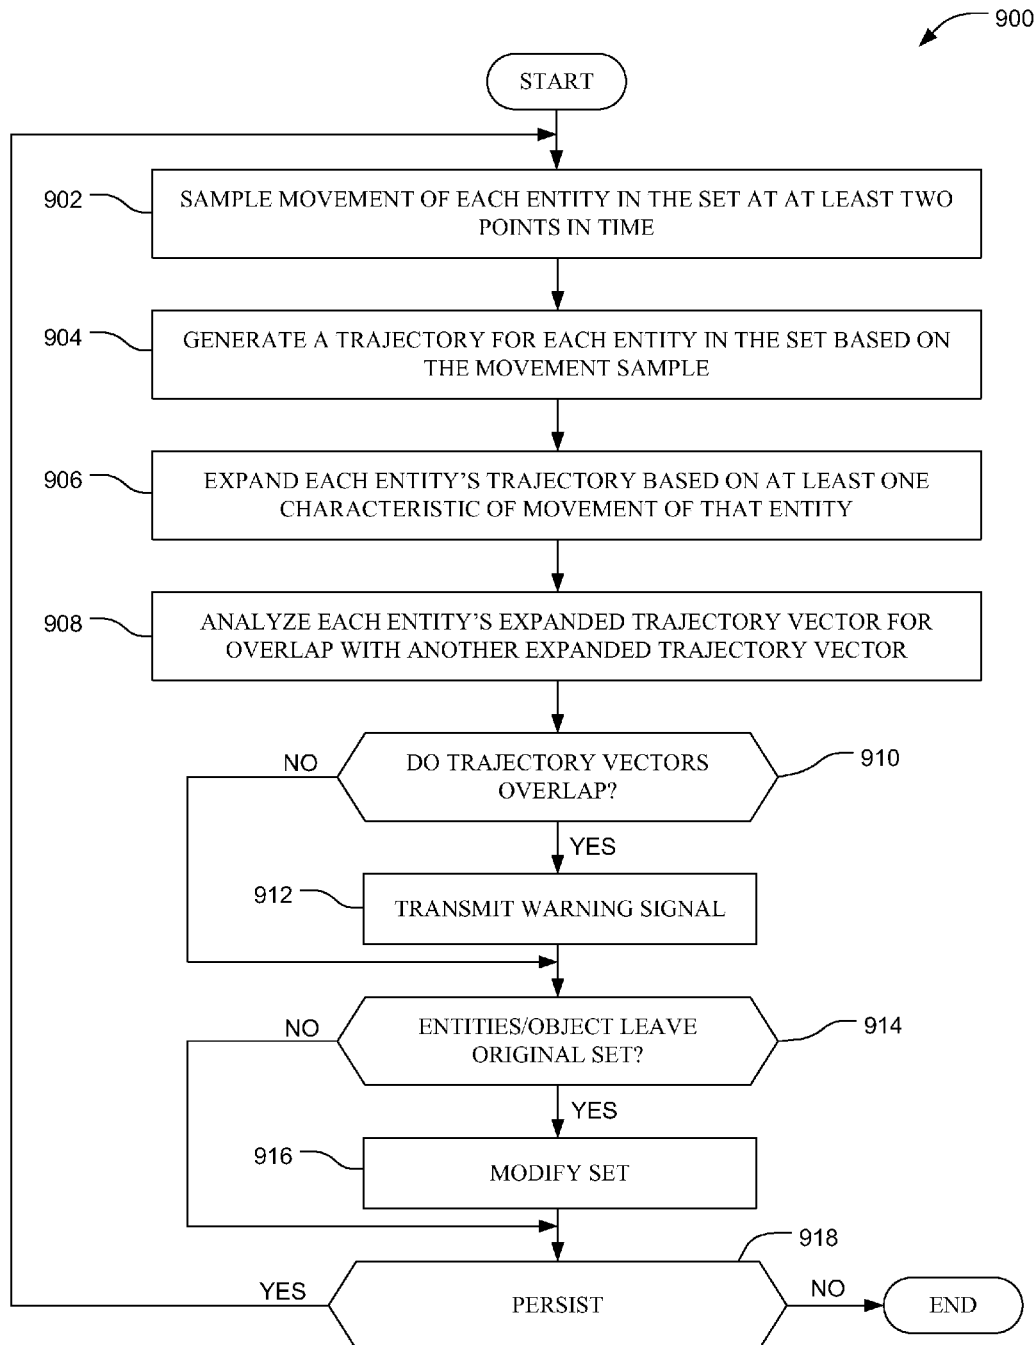 900
START
902
SAMPLE MOVEMENT OF EACH ENTITY IN THE SET AT AT LEAST TWO
POINTS IN TIME
904
GENERATE A TRAJECTORY FOR EACH ENTITY IN THE SET BASED ON
THE MOVEMENT SAMPLE
906
EXPAND EACH ENTITY’S TRAJECTORY BASED ON AT LEAST ONE
CHARACTERISTIC OF MOVEMENT OF THAT ENTITY
908
ANALYZE EACH ENTITY’S EXPANDED TRAJECTORY VECTOR FOR
OVERLAP WITH ANOTHER EXPANDED TRAJECTORY VECTOR
910
NO
DO TRAJECTORY VECTORS
OVERLAP?
YES
912
TRANSMIT WARNING SIGNAL
914
NO
ENTITIES/OBJECT LEAVE
ORIGINAL SET?
YES
916
MODIFY SET
918
YES
PERSIST
NO
END